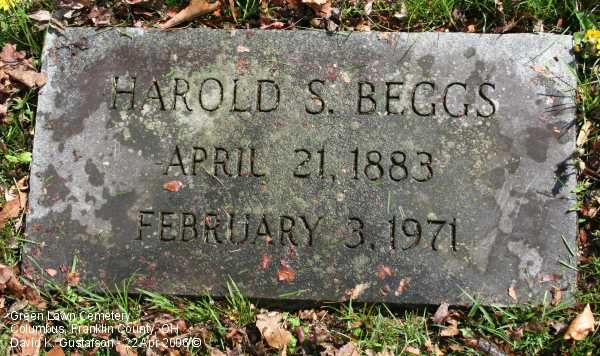 HAROLD S. BEGGS
APRIL 21, 1883
FEBRUARY 3, 1971
Green Lawn Cemetery
Columbus, Franklin County, OH
David K. Gustafson - 22 Apr 2006 ©